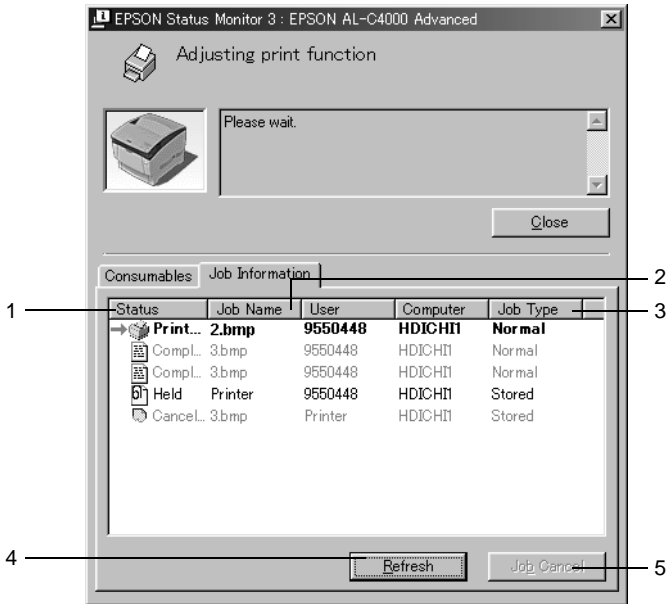 EPSON Status Monitor 3 : EPSON AL-C4000 Advanced
Adjusting print function
Please wait.
Close
Consumables Job Information
2
1 Status Job Name User Computer Job Type 3
Print... 2.bmp 9550448 HDICHI1 Normal
Compl... 3.bmp 9550448 HDICHI1 Normal
Compl... 3.bmp 9550448 HDICHI1 Normal
Held Printer 9550448 HDICHI1 Stored
Cancel... 3.bmp Printer HDICHI1 Stored
4 Refresh Job Cancel 5